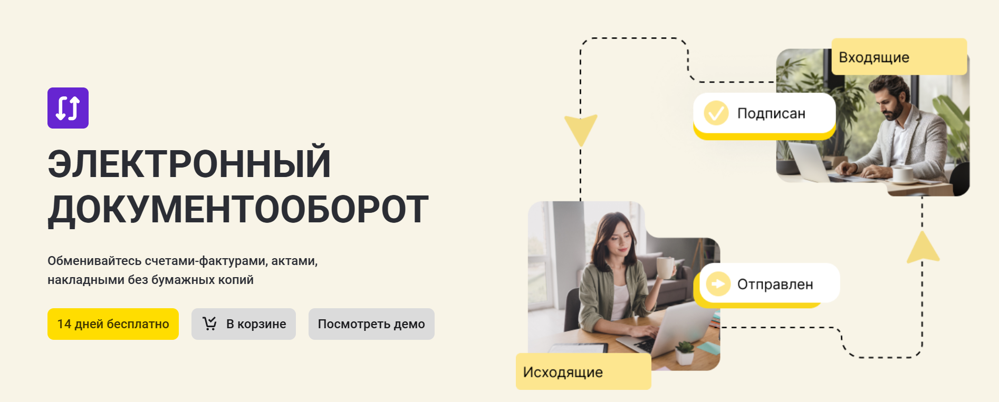 ЭЛЕКТРОННЫЙ
ДОКУМЕНТООБОРОТ
Обменивайтесь счетами-фактурами, актами,
накладными без бумажных копий
14 дней бесплатно
В корзине
Посмотреть демо
Входящие
Подписан
Отправлен
Исходящие